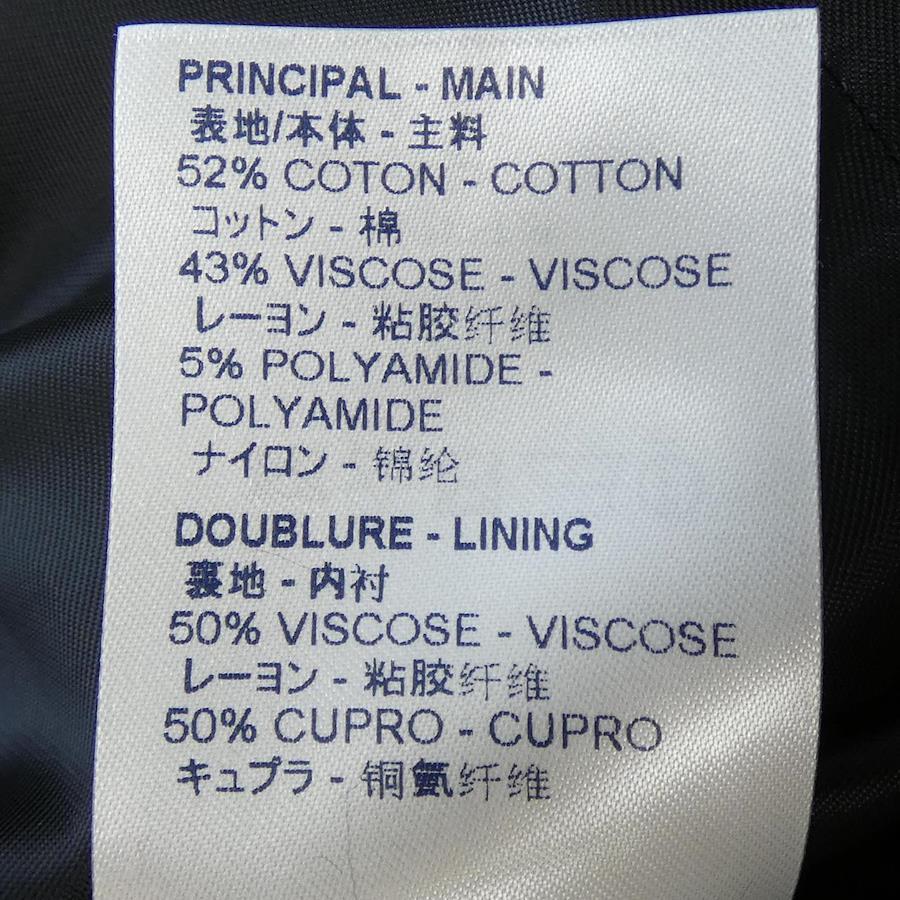 PRINCIPAL - MAIN
表地/本体 - 主料
52% COTON - COTTON
コットン - 棉
43% VISCOSE - VISCOSE
レーヨン - 粘胶纤维
5% POLYAMIDE -
POLYAMIDE
ナイロン - 锦纶
DOUBLURE - LINING
裏地 - 内衬
50% VISCOSE - VISCOSE
レーヨン - 粘胶纤维
50% CUPRO - CUPRO
キュプラ - 铜氨纤维